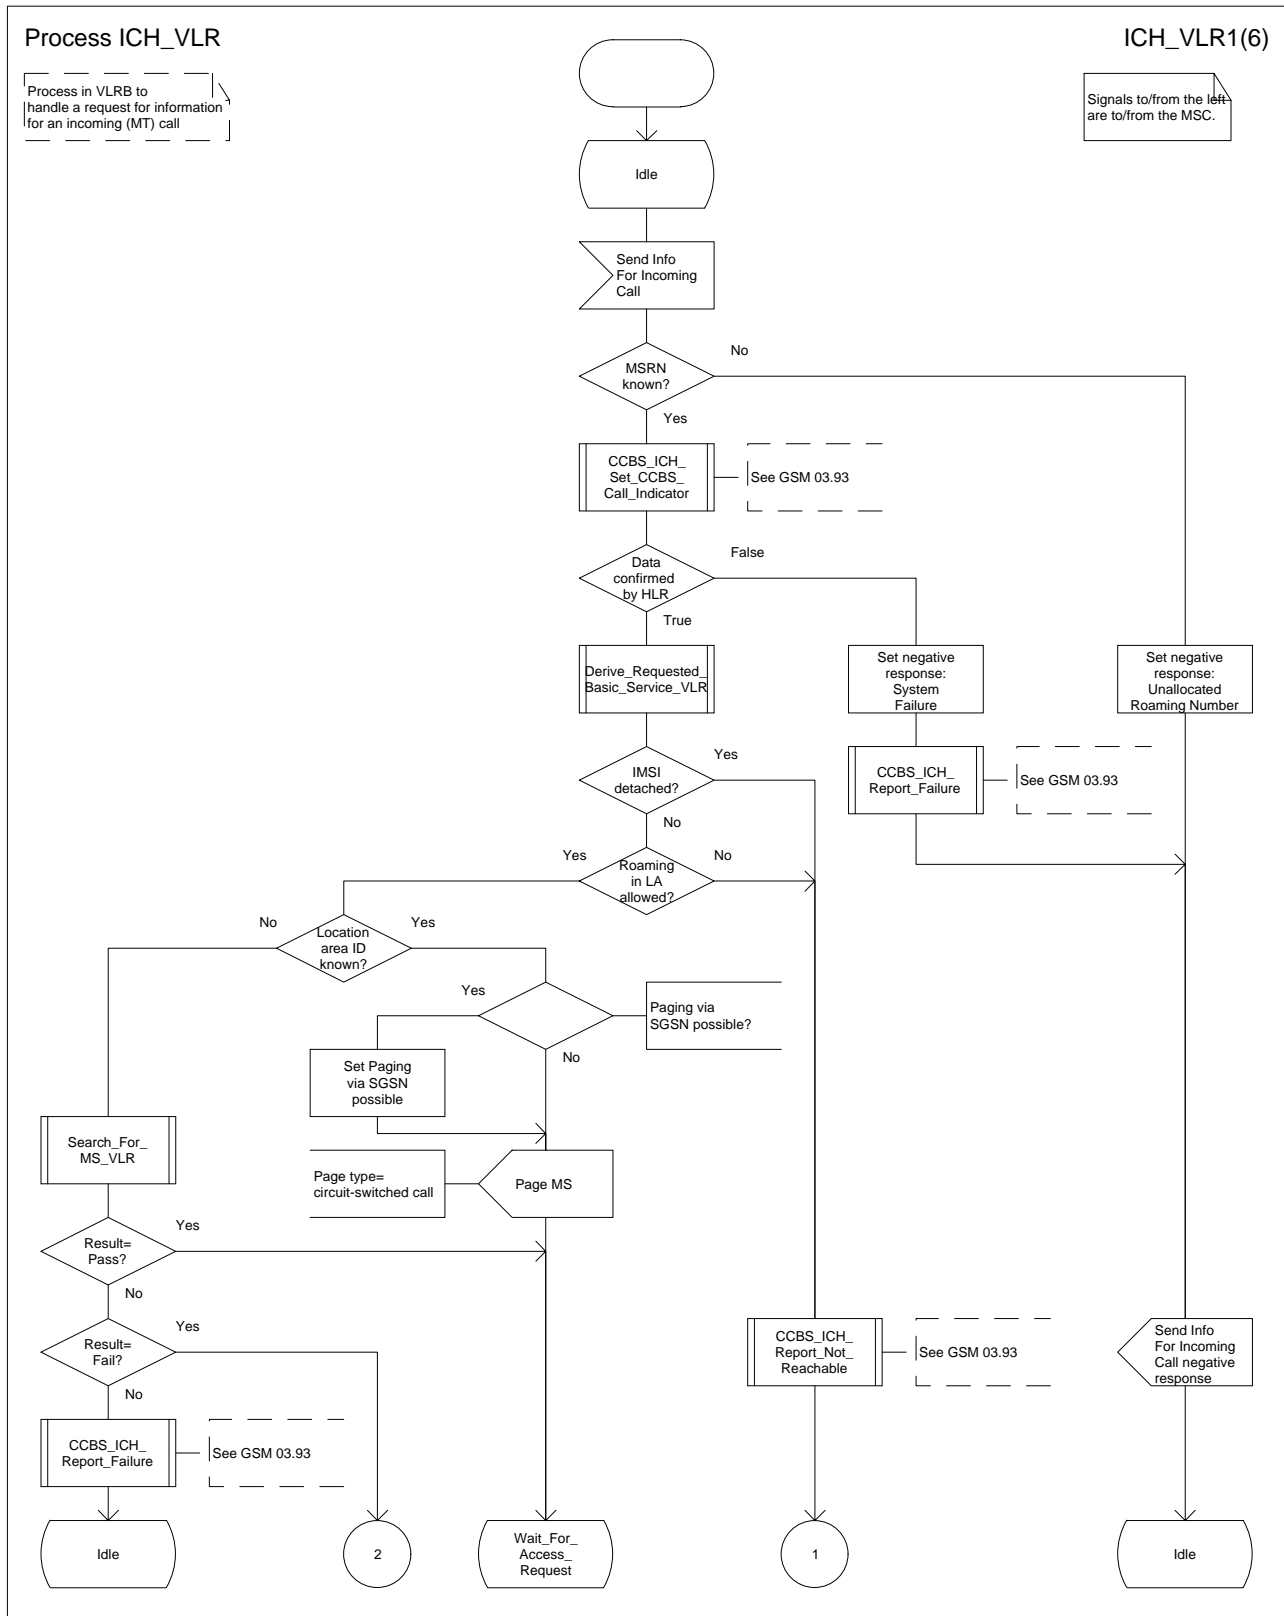 Process ICH_VLR
ICH_VLR1(6)
Process in VLRB to
handle a request for information
for an incoming (MT) call
Signals to/from the left
are to/from the MSC.
Idle
Send Info
For Incoming
Call
No
MSRN
known?
Yes
CCBS_ICH_
Set_CCBS_
Call_Indicator
See GSM 03.93
False
Data
confirmed
by HLR
True
Derive_Requested_
Basic_Service_VLR
Set negative
response:
System
Failure
Set negative
response:
Unallocated
Roaming Number
Yes
IMSI
detached?
No
CCBS_ICH_
Report_Failure
See GSM 03.93
Yes
No
Roaming
in LA
allowed?
No
Yes
Location
area ID
known?
Yes
Paging via
SGSN possible?
No
Set Paging
via SGSN
possible
Search_For_
MS_VLR
Page type=
circuit-switched call
Page MS
Yes
Result=
Pass?
No
Yes
Result=
Fail?
No
CCBS_ICH_
Report_Not_
Reachable
See GSM 03.93
Send Info
For Incoming
Call negative
response
CCBS_ICH_
Report_Failure
See GSM 03.93
Idle
2
Wait_For_
Access_
Request
1
Idle